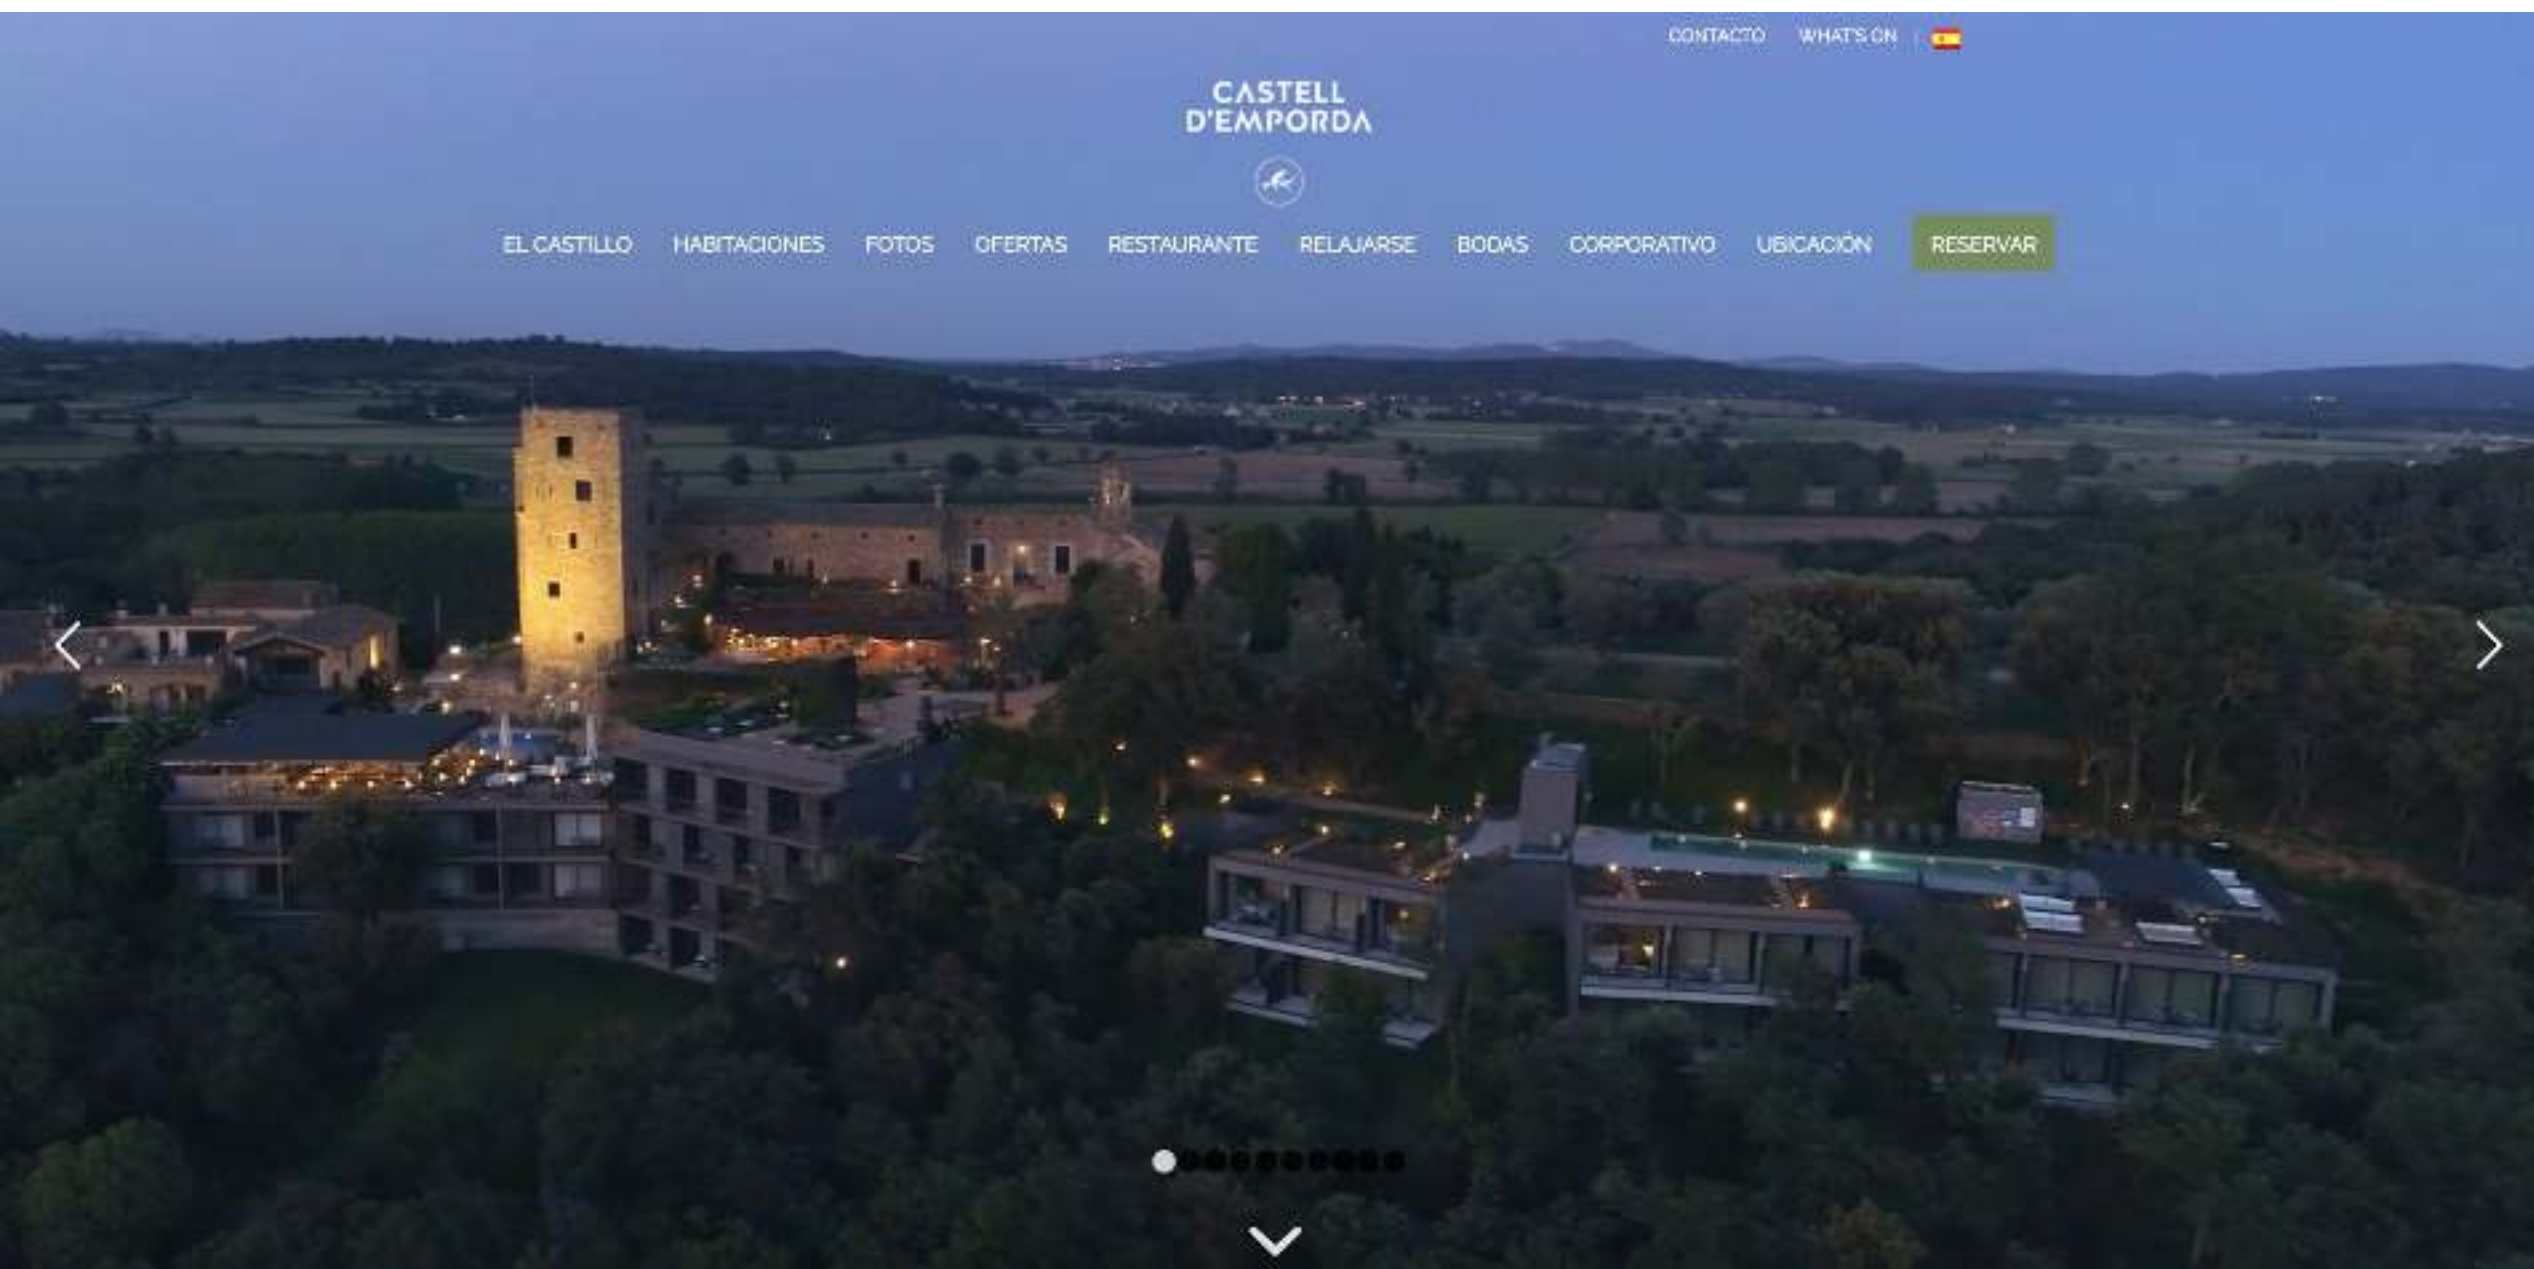 CONTACTO WHAT'S ON |
CASTELL
D'EMPORDA
EL CASTILLO HABITACIONES FOTOS OFERTAS RESTAURANTE RELAJARSE BODAS CORPORATIVO UBICACIÓN RESERVAR